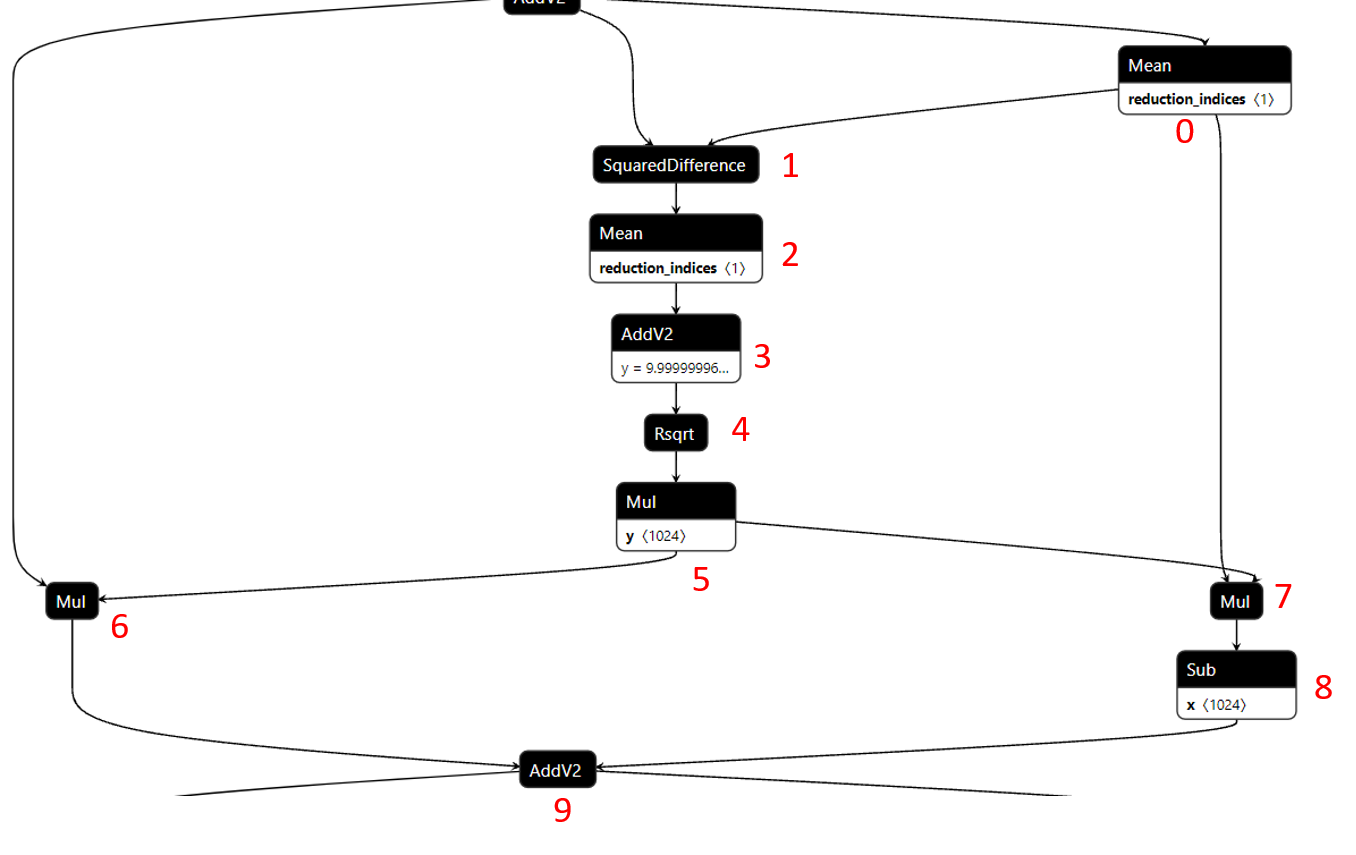 AddV2
Mean
reduction_indices 〈1〉
0
SquaredDifference
1
Mean
reduction_indices 〈1〉
2
AddV2
y = 9.99999996...
3
Rsqrt
4
Mul
y 〈1024〉
5
Mul
6
Mul
7
Sub
x 〈1024〉
8
AddV2
9